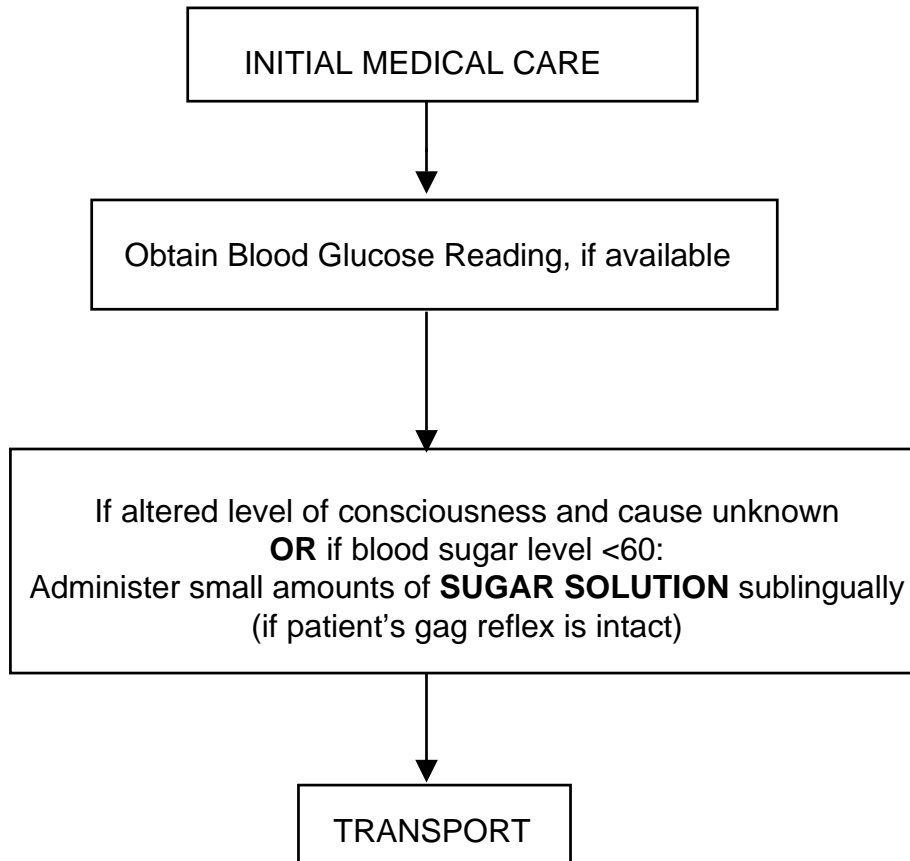 INITIAL MEDICAL CARE
Obtain Blood Glucose Reading, if available
If altered level of consciousness and cause unknown
OR if blood sugar level <60:
Administer small amounts of SUGAR SOLUTION sublingually
(if patient’s gag reflex is intact)
TRANSPORT